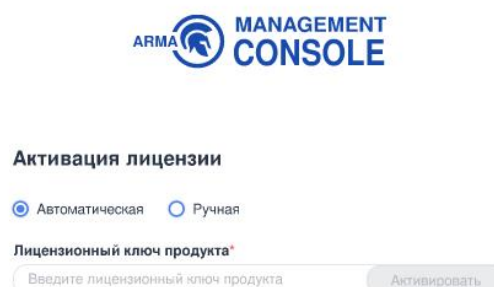 ARMA MANAGEMENT
CONSOLE
Активация лицензии
Автоматическая Ручная
Лицензионный ключ продукта*
Введите лицензионный ключ продукта Активировать